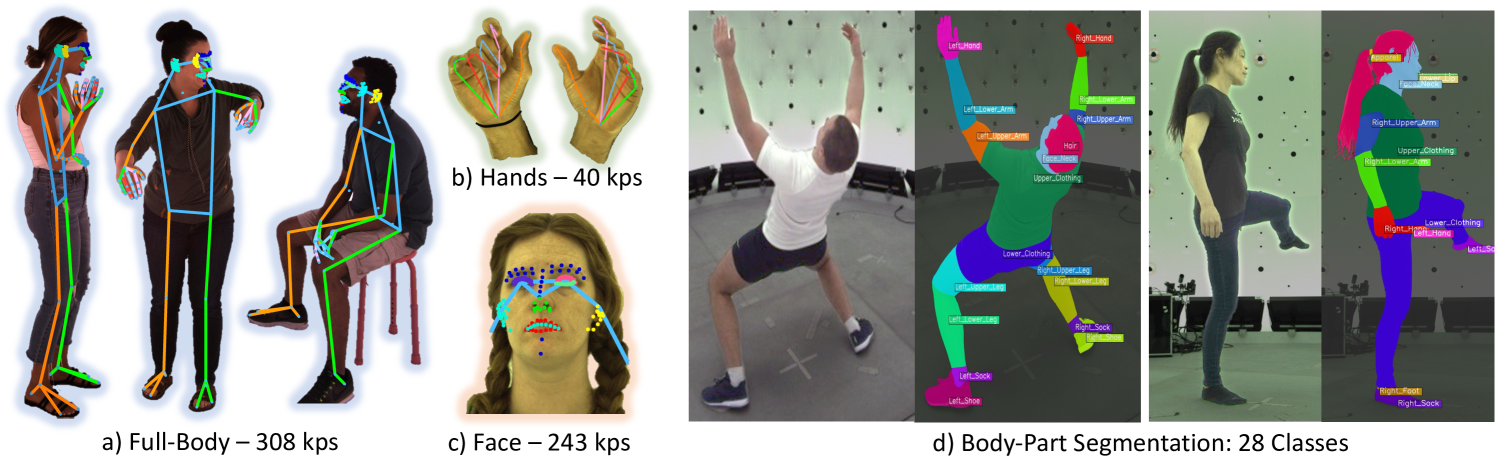 a) Full-Body – 308 kps
b) Hands – 40 kps
c) Face – 243 kps
Left_Hand
Right_Hand
Left_Lower_Arm
Right_Lower_Arm
Right_Upper_Arm
Left_Upper_Arm
Hair
Face_Neck
Upper_Clothing
Lower_Clothing
Right_Upper_Leg
Right_Lower_Leg
Left_Upper_Leg
Left_Lower_Leg
Right_Sock
Right_Shoe
Left_Sock
Left_Shoe
Apparel
Lower_Lip
Face_Neck
Right_Upper_Arm
Upper_Clothing
Right_Lower_Arm
Lower_Clothing
Right_Hand
Left_Hand
Left_So
Right_Foot
Right_Sock
d) Body-Part Segmentation: 28 Classes